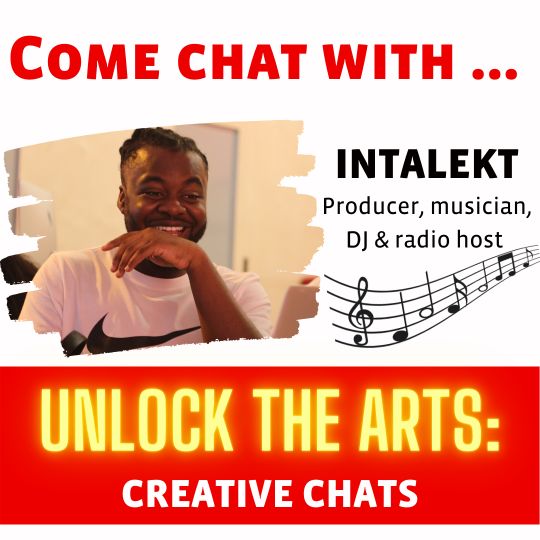 COME CHAT WITH ...
INTALEKT
Producer, musician,
DJ & radio host
UNLOCK THE ARTS:
CREATIVE CHATS